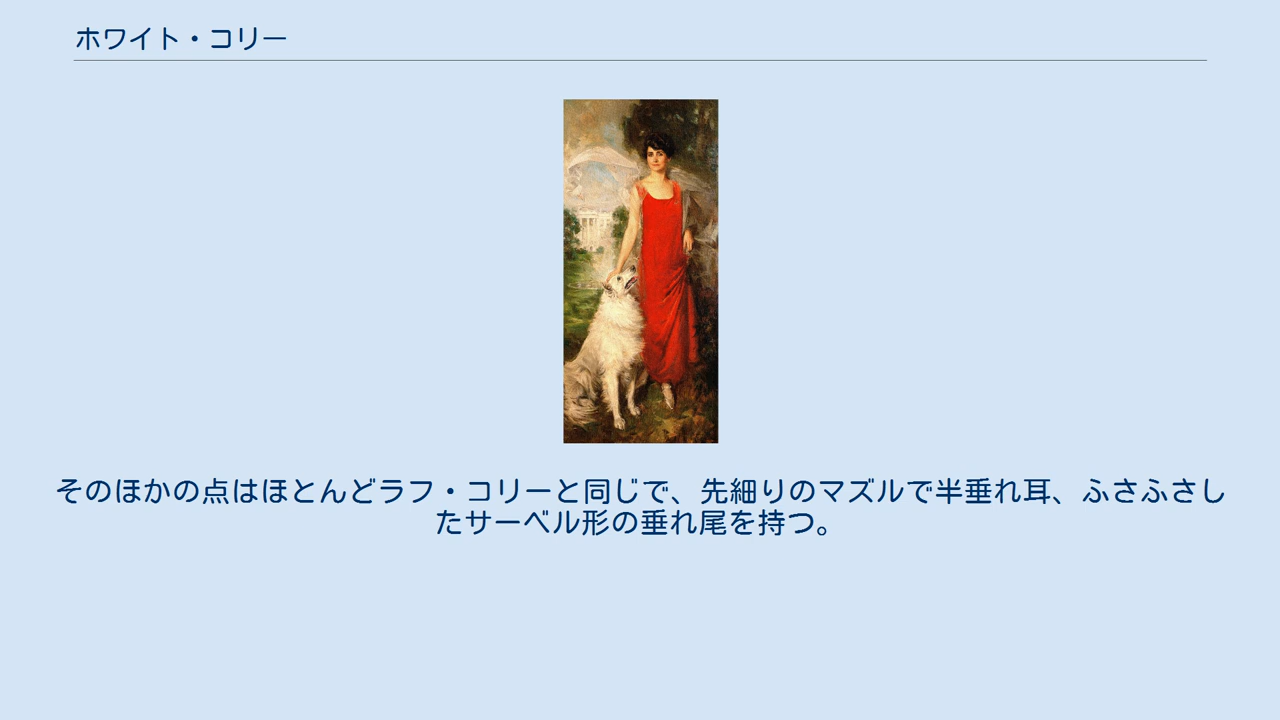 ホワイト・コリー
そのほかの点はほとんどラフ・コリーと同じで、先細りのマズルで半垂れ耳、ふさふさし
たサーベル形の垂れ尾を持つ。